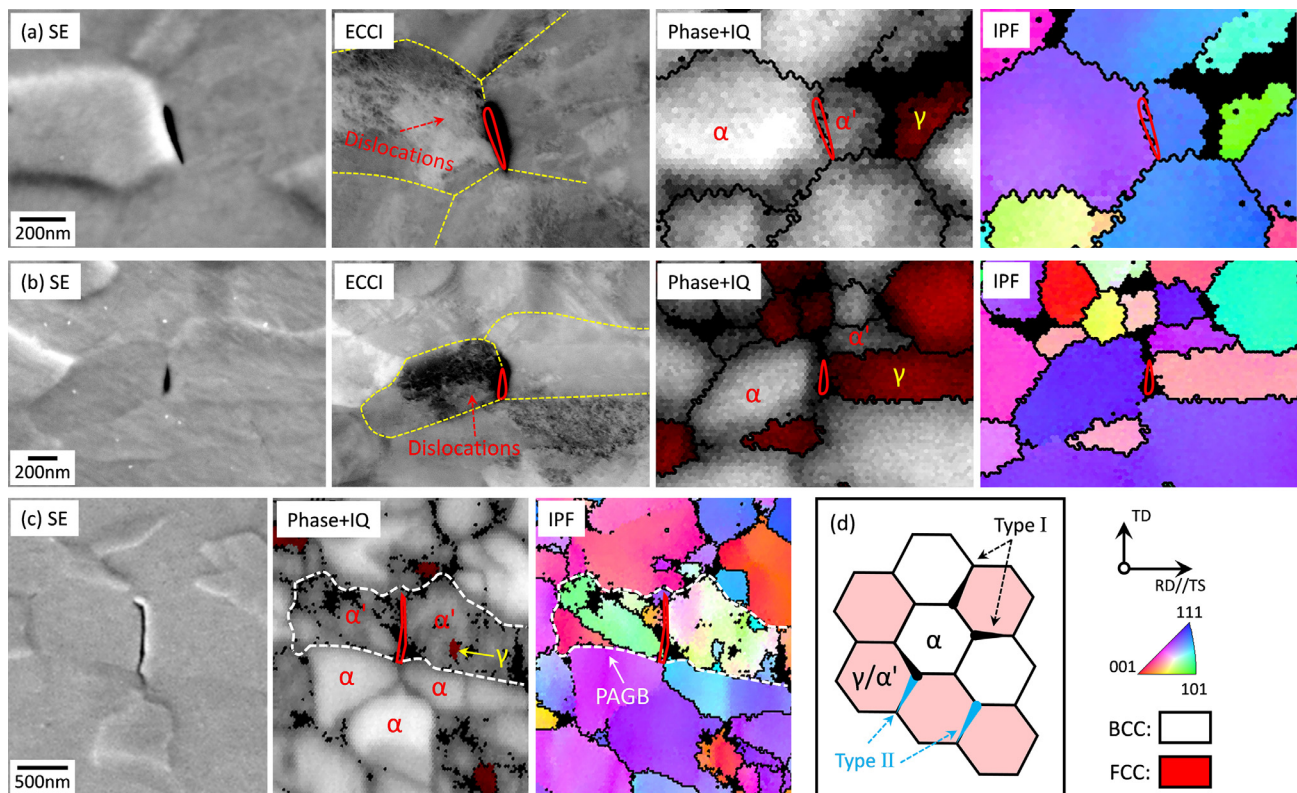 (a) SE
ECCI
Phase+IQ
IPF
Dislocations
α
α'
γ
200nm
(b) SE
ECCI
Phase+IQ
IPF
Dislocations
α'
α
γ
200nm
(c) SE
Phase+IQ
IPF
α'
α'
γ
α
α
α
PAGB
500nm
(d)
Type I
α
γ/α'
Type II
TD
RD//TS
111
001
101
BCC:
FCC: